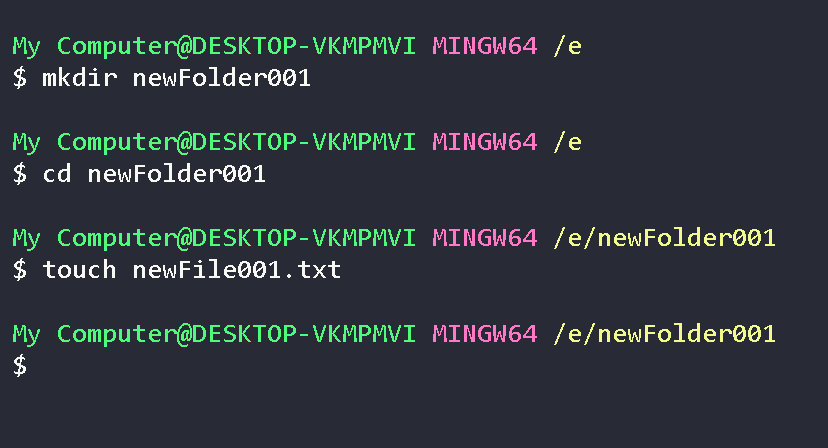 My Computer@DESKTOP-VKMPMVI MINGW64 /e
$ mkdir newFolder001
My Computer@DESKTOP-VKMPMVI MINGW64 /e
$ cd newFolder001
My Computer@DESKTOP-VKMPMVI MINGW64 /e/newFolder001
$ touch newFile001.txt
My Computer@DESKTOP-VKMPMVI MINGW64 /e/newFolder001
$